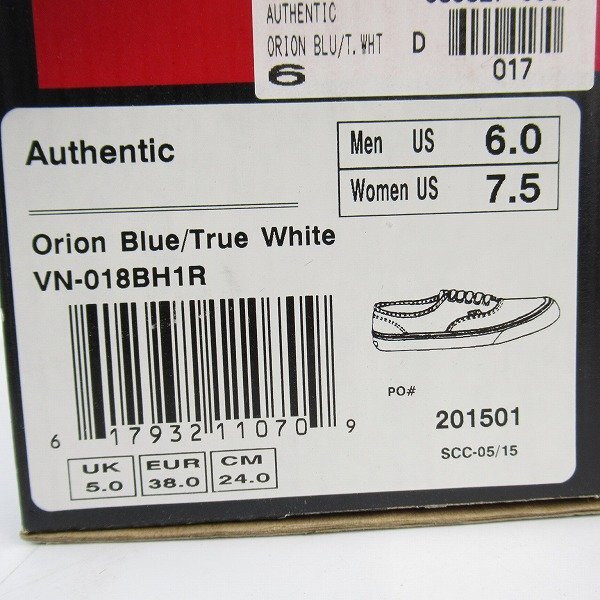 AUTHENTIC
ORION BLU/T. WHT D
6
017
Authentic
Men US 6.0
Women US 7.5
Orion Blue/True White
VN-018BH1R
6 17932 11070 9
PO#
201501
SCC-05/15
UK EUR CM
5.0 38.0 24.0